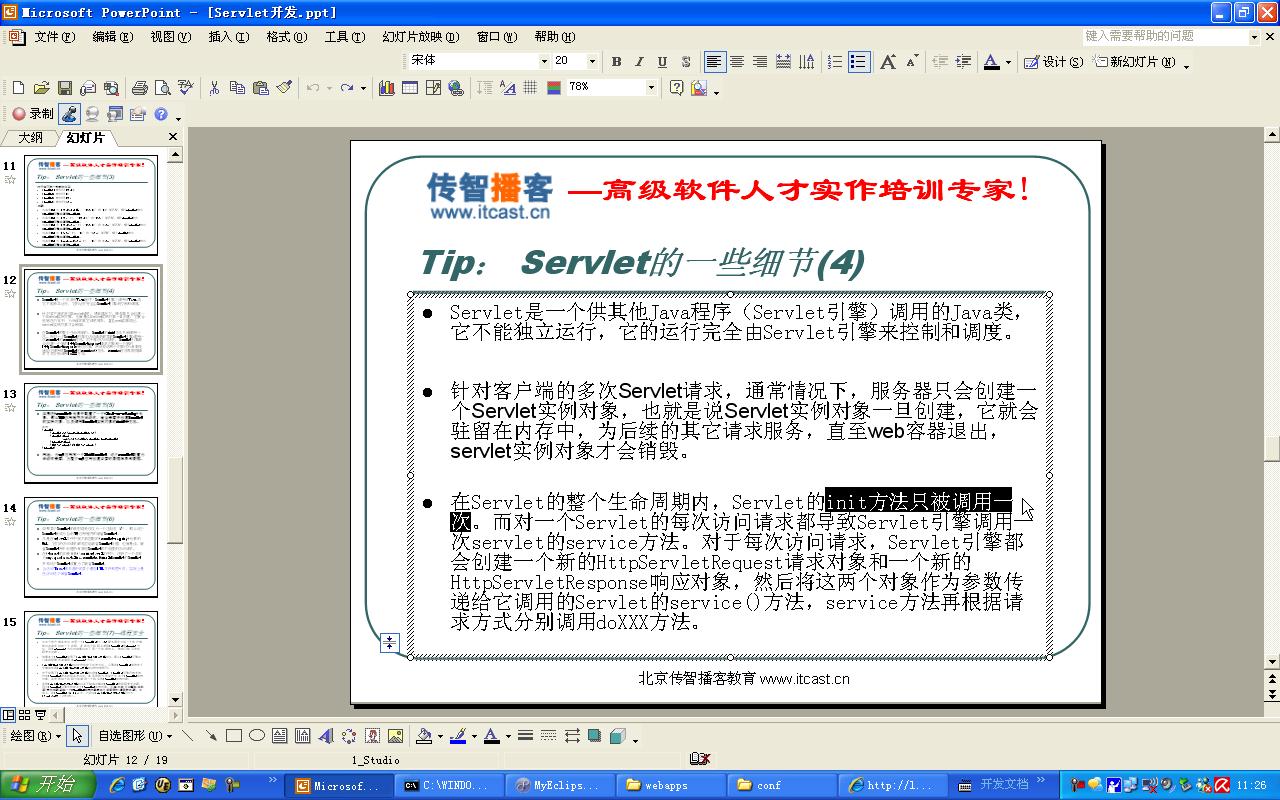 Microsoft PowerPoint - [Servlet开发.ppt]
文件(F) 编辑(E) 视图(V) 插入(I) 格式(O) 工具(T) 幻灯片放映(D) 窗口(W) 帮助(H) 键入需要帮助的问题
宋体 20 B I U S A A A 设计(S) 新幻灯片(N)
78%
录制
大纲 幻灯片
11
12
13
14
15
传智播客 —高级软件人才实作培训专家!
www.itcast.cn
Tip： Servlet的一些细节(4)
● Servlet是一个供其他Java程序（Servlet引擎）调用的Java类，
它不能独立运行，它的运行完全由Servlet引擎来控制和调度。
● 针对客户端的多次Servlet请求，通常情况下，服务器只会创建一
个Servlet实例对象，也就是说Servlet实例对象一旦创建，它就会
驻留在内存中，为后续的其它请求服务，直至web容器退出，
servlet实例对象才会销毁。
● 在Servlet的整个生命周期内，Servlet的init方法只被调用一
次。而对一个Servlet的每次访问请求都导致Servlet引擎调用一
次servlet的service方法。对于每次访问请求，Servlet引擎都
会创建一个新的HttpServletRequest请求对象和一个新的
HttpServletResponse响应对象，然后将这两个对象作为参数传
递给它调用的Servlet的service()方法，service方法再根据请
求方式分别调用doXXX方法。
北京传智播客教育 www.itcast.cn
绘图(R) 自选图形(U)
幻灯片 12 / 19 1_Studio
开始 Microsof... C:\WINDO... MyEclips... webapps conf http://l... 开发文档 11:26